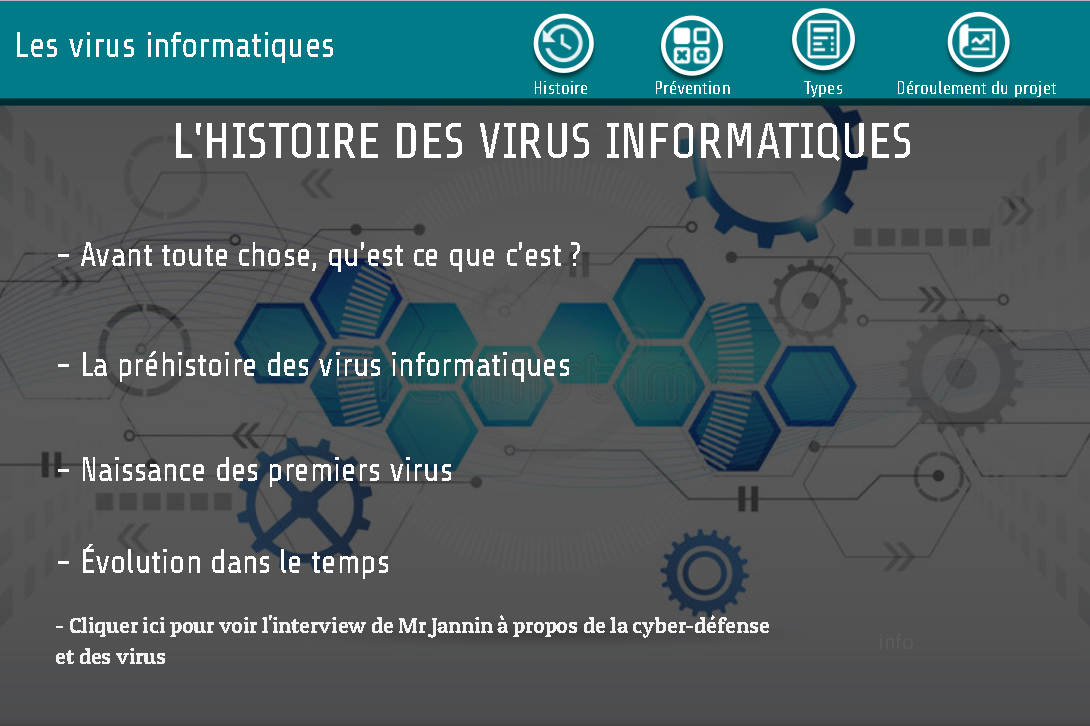 Les virus informatiques
Histoire
Prévention
Types
Déroulement du projet
L'HISTOIRE DES VIRUS INFORMATIQUES
- Avant toute chose, qu'est ce que c'est ?
- La préhistoire des virus informatiques
- Naissance des premiers virus
- Évolution dans le temps
- Cliquer ici pour voir l'interview de Mr Jannin à propos de la cyber-défense
et des virus
info